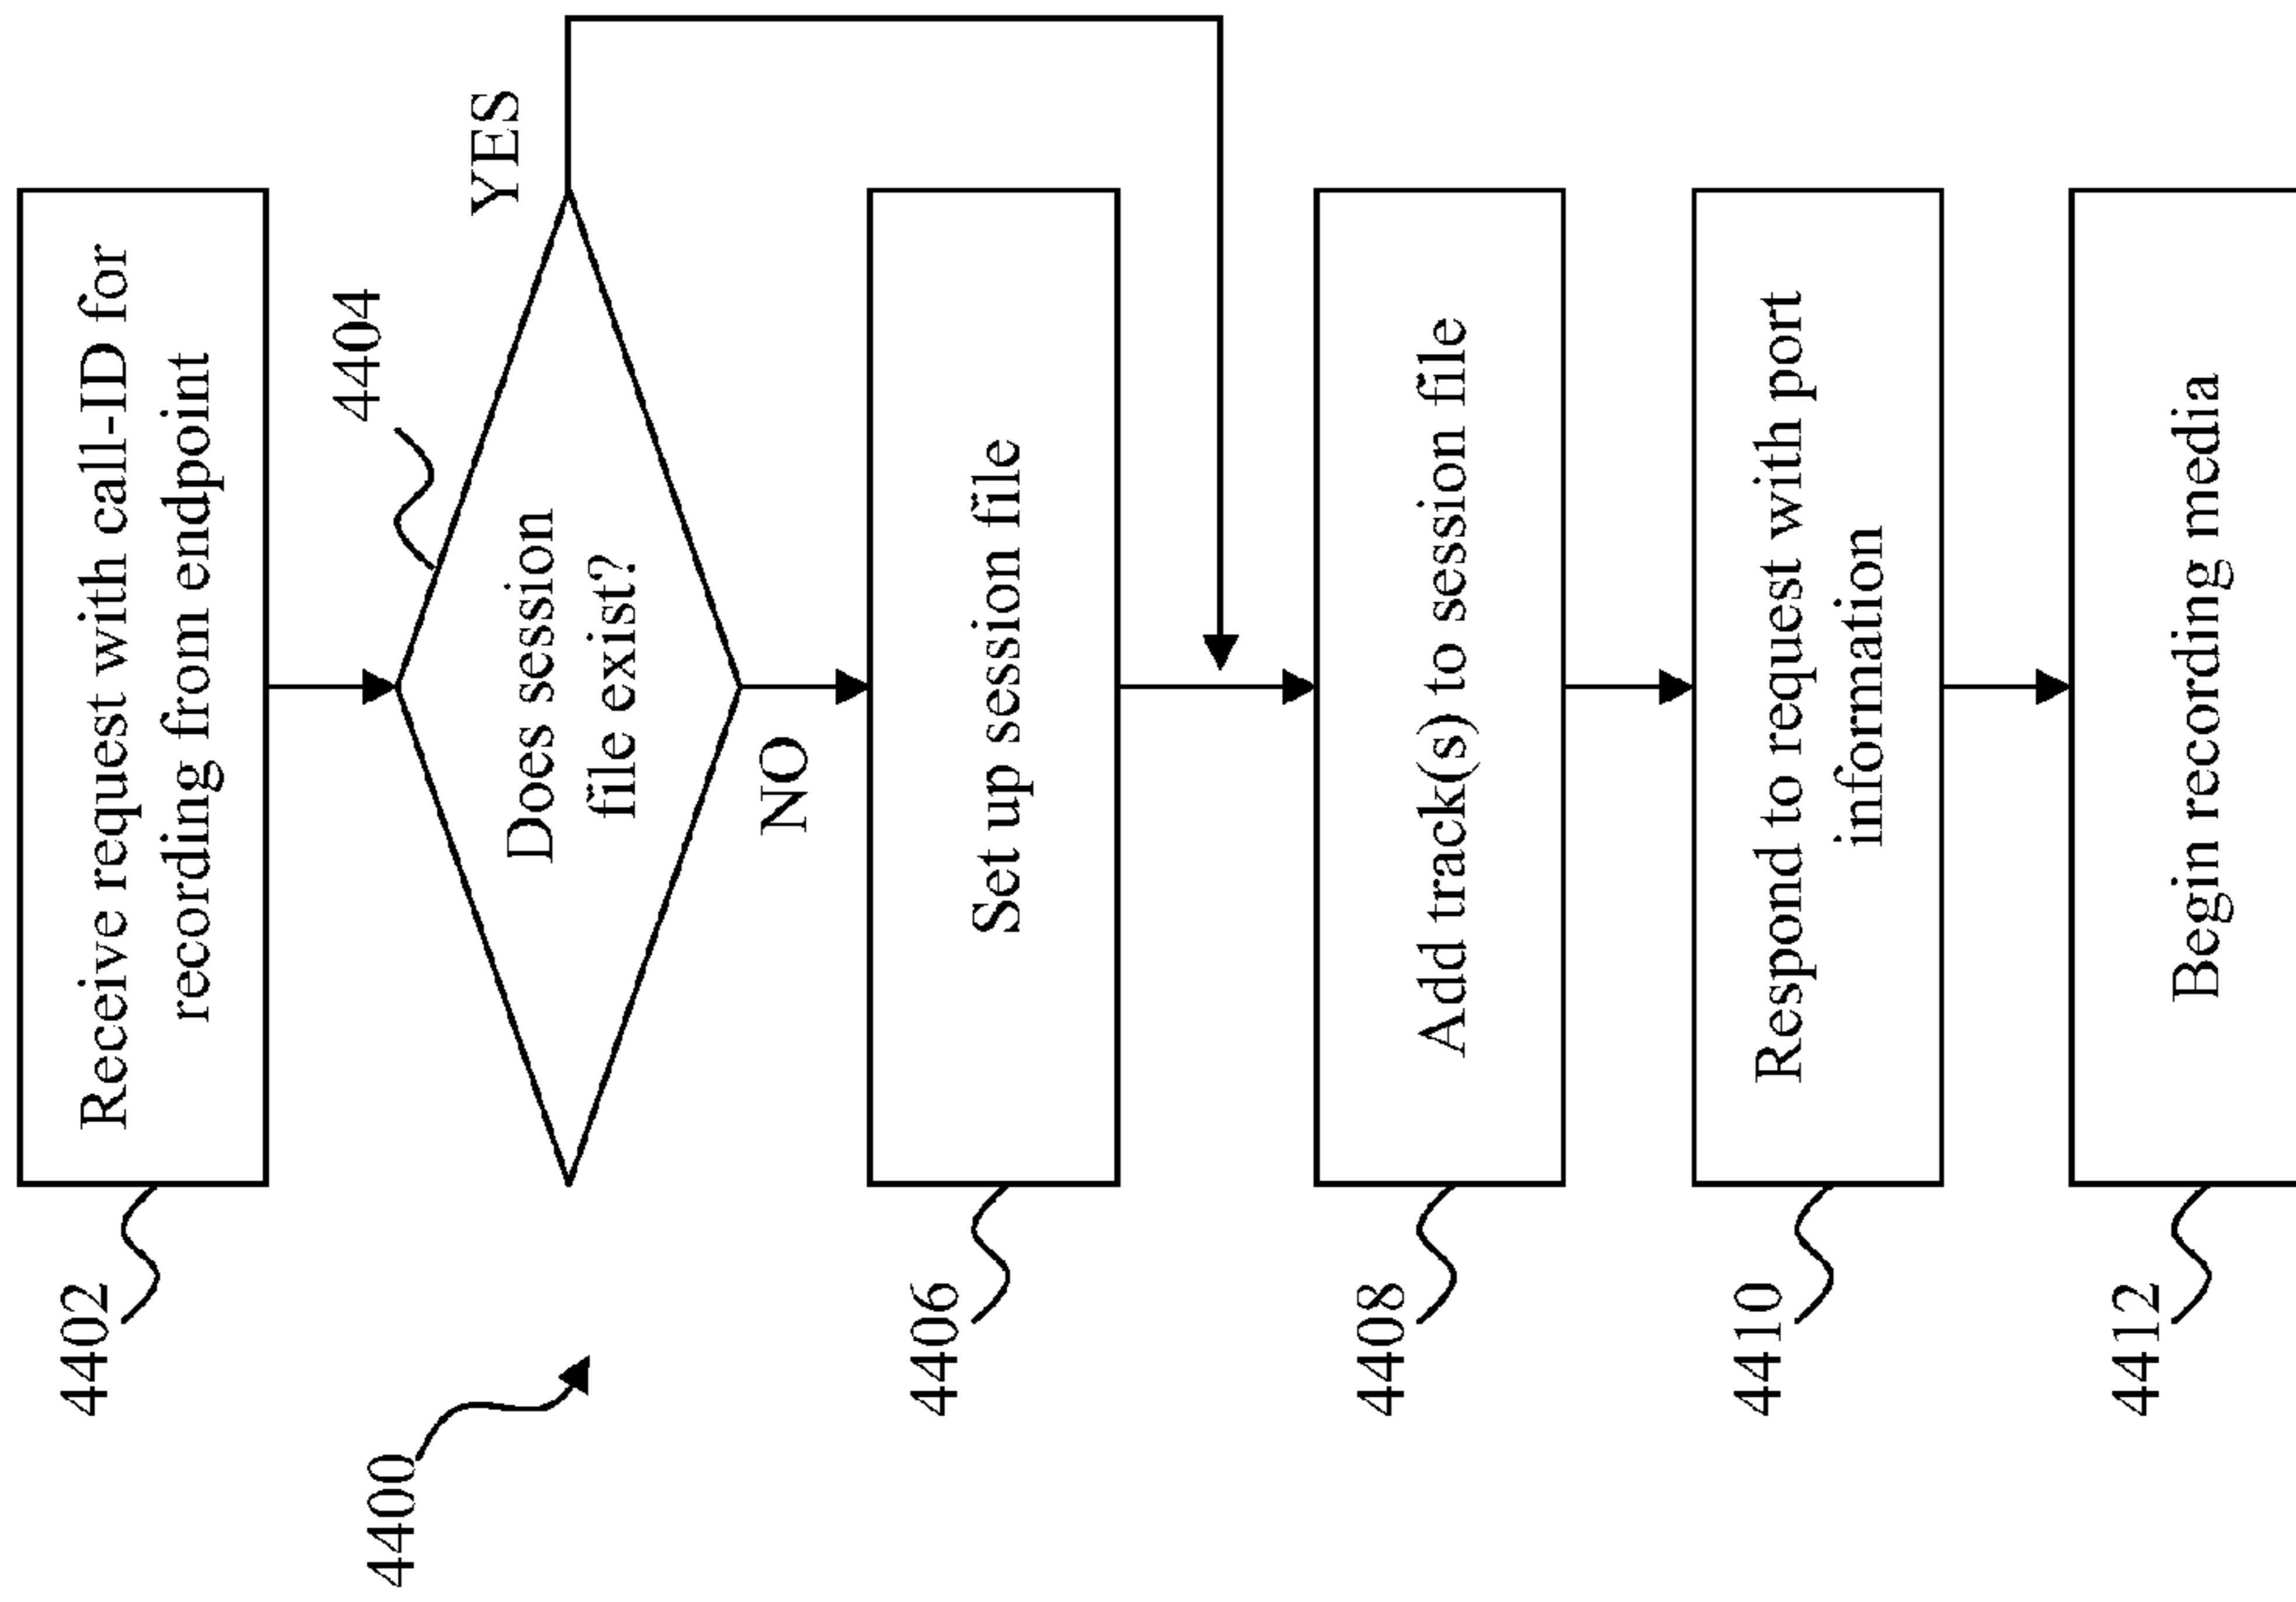 4402
Receive request with call-ID for
recording from endpoint
4400
4404
Does session
file exist?
YES
NO
4406
Set up session file
4408
Add track(s) to session file
4410
Respond to request with port
information
4412
Begin recording media